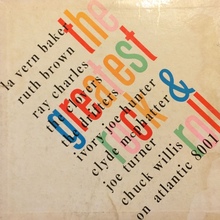 the
greatest
rock &
roll
la vern baker
ruth brown
ray charles
the clovers
the drifters
ivory joe hunter
clyde mcphatter
joe turner
chuck willis
on atlantic 8001